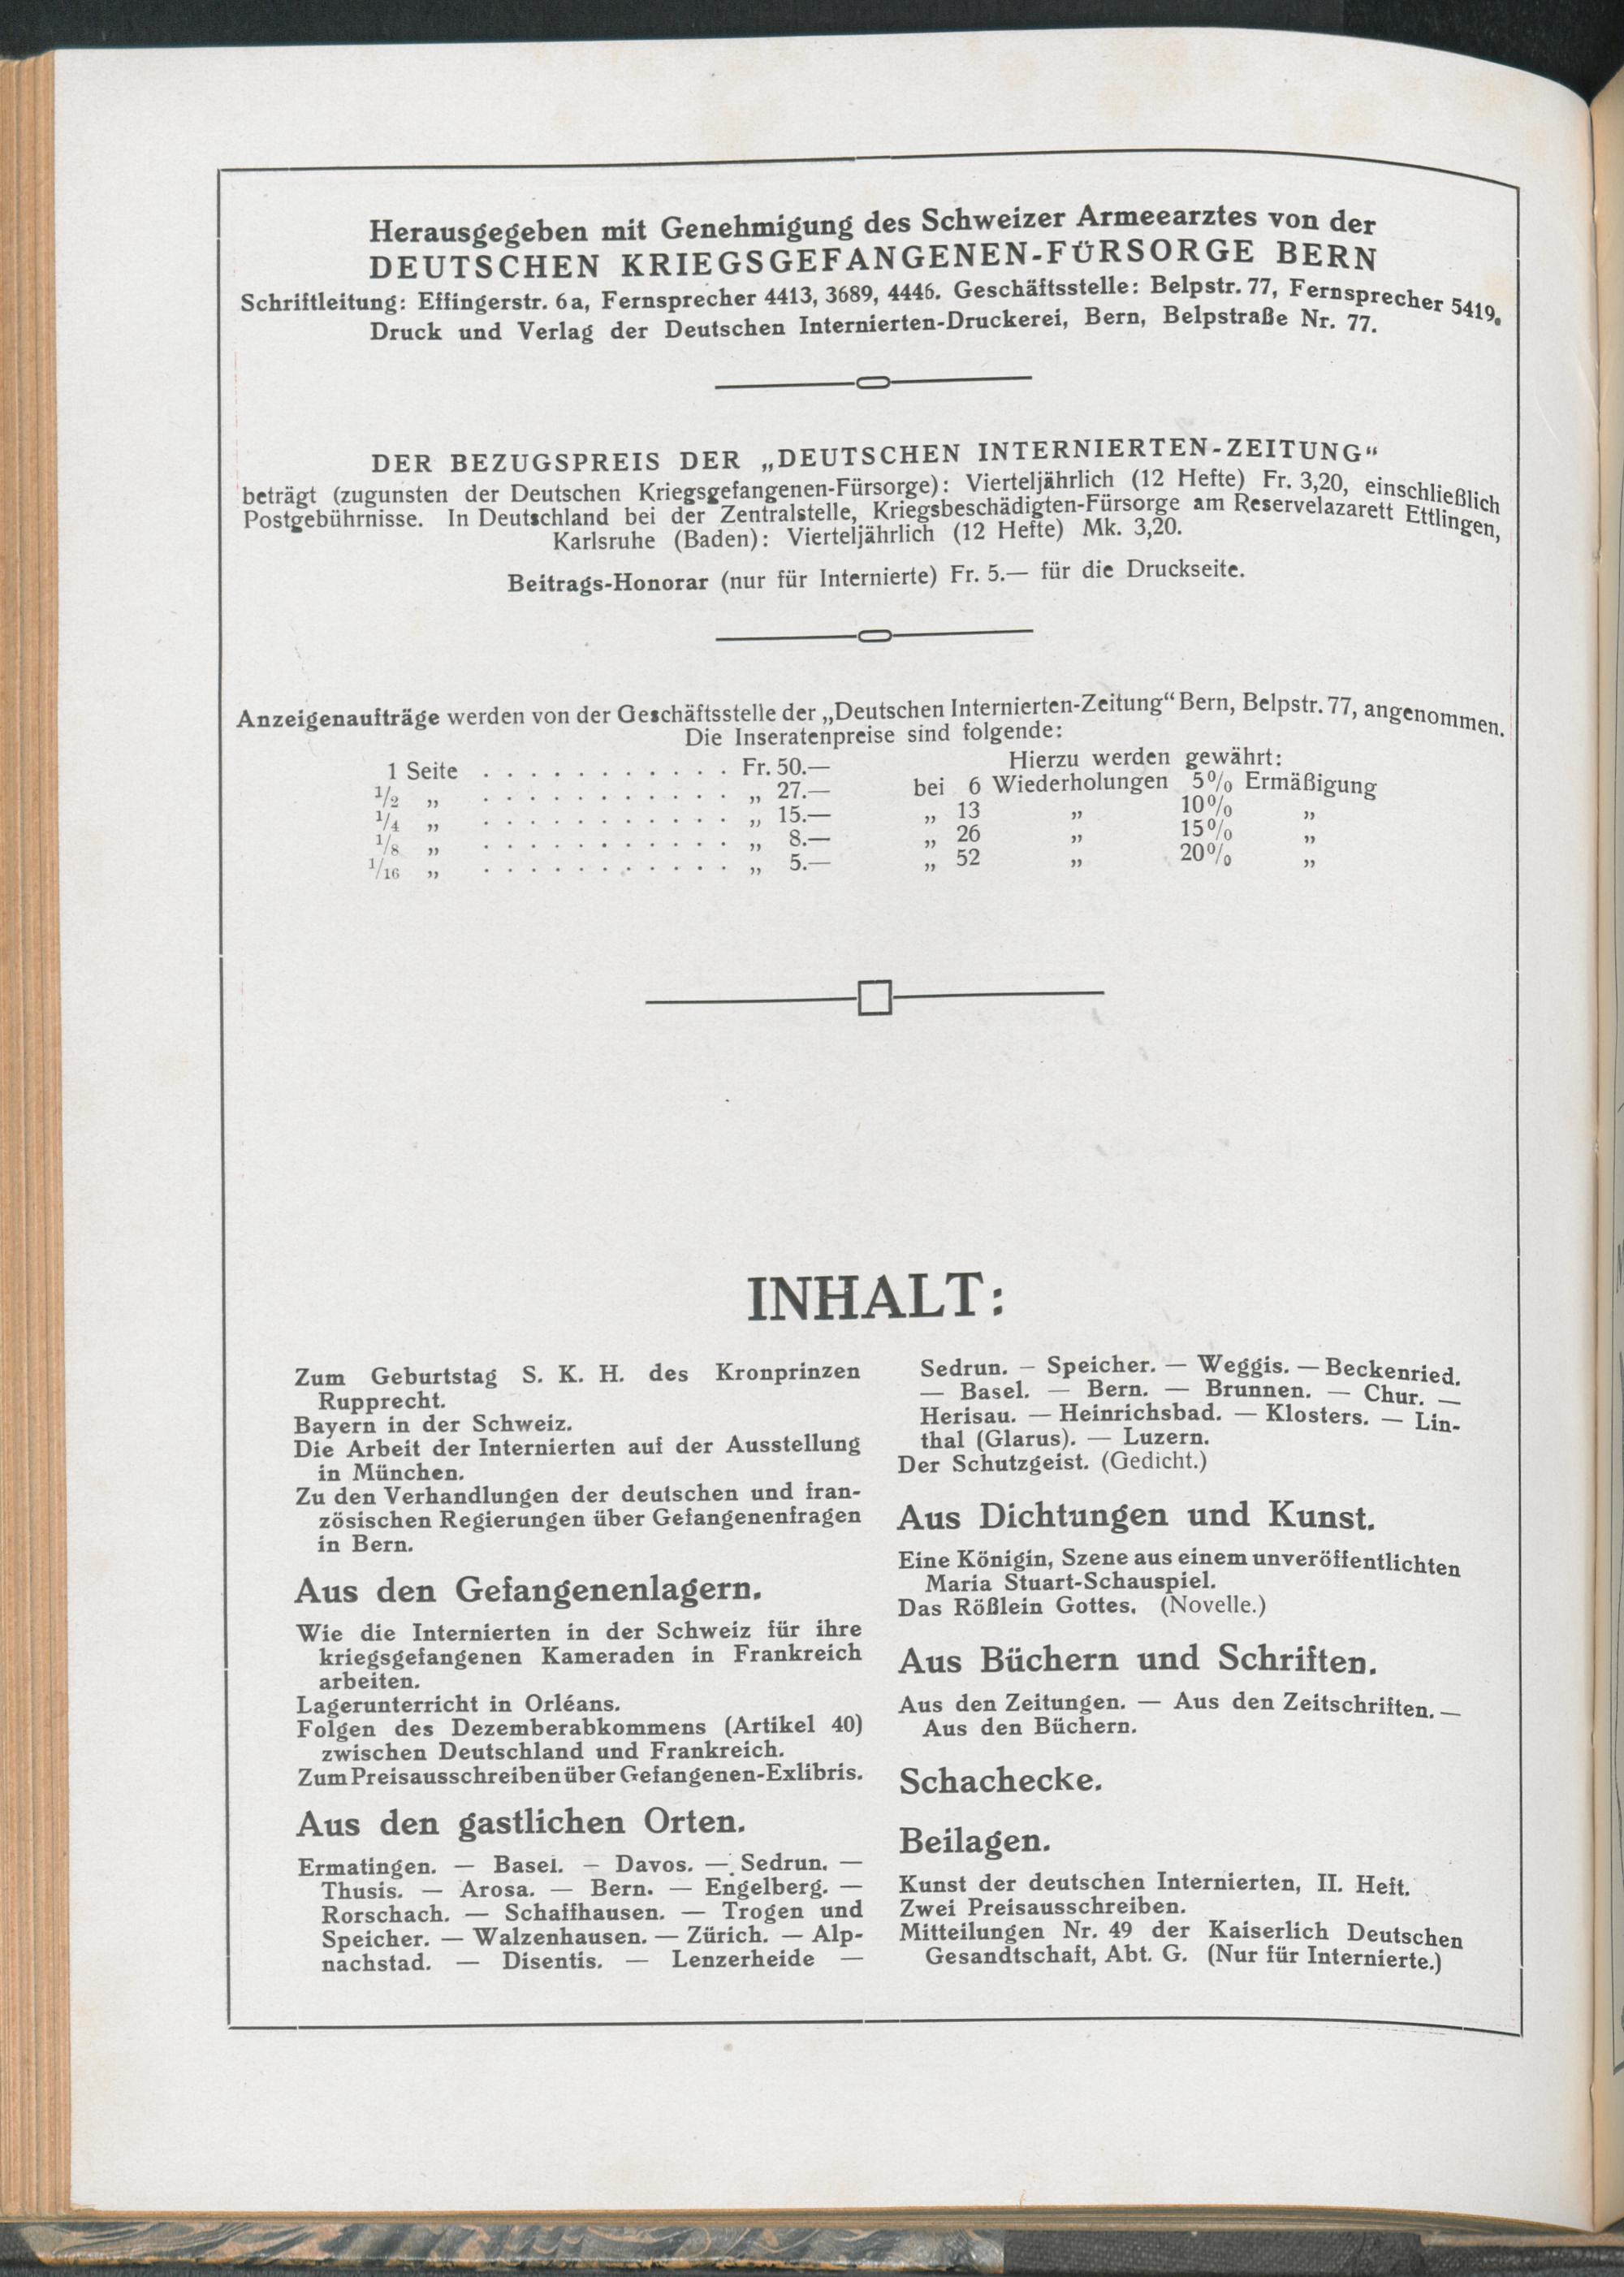 Herausgegeben mit Genehmigung des Schweizer Armeearztes von der
DEUTSCHEN KRIEGSGEFANGENEN-FÜRSORGE BERN
Schriftleitung: Effingerstr. 6a, Fernsprecher 4413, 3689, 4446. Geschäftsstelle: Belpstr. 77, Fernsprecher 5419.
Druck und Verlag der Deutschen Internierten-Druckerei, Bern, Belpstraße Nr. 77.
DER BEZUGSPREIS DER „DEUTSCHEN INTERNIERTEN-ZEITUNG“
beträgt (zugunsten der Deutschen Kriegsgefangenen-Fürsorge): Vierteljährlich (12 Hefte) Fr. 3,20, einschließlich
Postgebührnisse. In Deutschland bei der Zentralstelle, Kriegsbeschädigten-Fürsorge am Reservelazarett Ettlingen,
Karlsruhe (Baden): Vierteljährlich (12 Hefte) Mk. 3,20.
Beitrags-Honorar (nur für Internierte) Fr. 5.— für die Druckseite.
Anzeigenaufträge werden von der Geschäftsstelle der „Deutschen Internierten-Zeitung“ Bern, Belpstr. 77, angenommen.
Die Inseratenpreise sind folgende:
1 Seite . . . . . . . . . . . Fr. 50.—
1/2 „ . . . . . . . . . . . „ 27.—
1/4 „ . . . . . . . . . . . „ 15.—
1/8 „ . . . . . . . . . . . „ 8.—
1/16 „ . . . . . . . . . . . „ 5.—
Hierzu werden gewährt:
bei 6 Wiederholungen 5% Ermäßigung
„ 13 „ 10% „
„ 26 „ 15% „
„ 52 „ 20% „
INHALT:
Zum Geburtstag S. K. H. des Kronprinzen
Rupprecht.
Bayern in der Schweiz.
Die Arbeit der Internierten auf der Ausstellung
in München.
Zu den Verhandlungen der deutschen und fran-
zösischen Regierungen über Gefangenenfragen
in Bern.
Aus den Gefangenenlagern.
Wie die Internierten in der Schweiz für ihre
kriegsgefangenen Kameraden in Frankreich
arbeiten.
Lagerunterricht in Orléans.
Folgen des Dezemberabkommens (Artikel 40)
zwischen Deutschland und Frankreich.
Zum Preisausschreiben über Gefangenen-Exlibris.
Aus den gastlichen Orten.
Ermatingen. — Basel. — Davos. — Sedrun. —
Thusis. — Arosa. — Bern. — Engelberg. —
Rorschach. — Schaffhausen. — Trogen und
Speicher. — Walzenhausen. — Zürich. — Alp-
nachstad. — Disentis. — Lenzerheide —
Sedrun. — Speicher. — Weggis. — Beckenried.
— Basel. — Bern. — Brunnen. — Chur. —
Herisau. — Heinrichsbad. — Klosters. — Lin-
thal (Glarus). — Luzern.
Der Schutzgeist. (Gedicht.)
Aus Dichtungen und Kunst.
Eine Königin, Szene aus einem unveröffentlichten
Maria Stuart-Schauspiel.
Das Rößlein Gottes. (Novelle.)
Aus Büchern und Schriften.
Aus den Zeitungen. — Aus den Zeitschriften. —
Aus den Büchern.
Schachecke.
Beilagen.
Kunst der deutschen Internierten, II. Heft.
Zwei Preisausschreiben.
Mitteilungen Nr. 49 der Kaiserlich Deutschen
Gesandtschaft, Abt. G. (Nur für Internierte.)